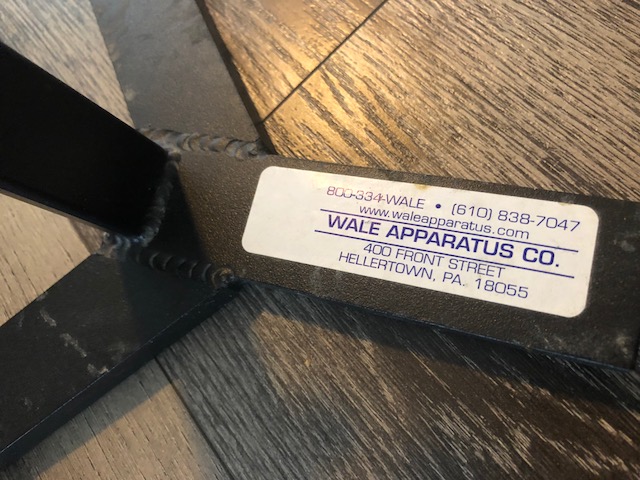 800-334-WALE • (610) 838-7047
www.waleapparatus.com
WALE APPARATUS CO.
400 FRONT STREET
HELLERTOWN, PA. 18055